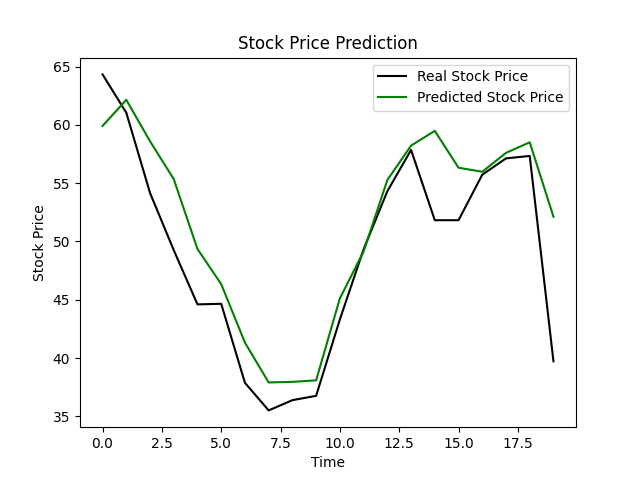 Stock Price Prediction
Real Stock Price
Predicted Stock Price
65
60
55
50
45
40
35
Stock Price
0.0 2.5 5.0 7.5 10.0 12.5 15.0 17.5
Time